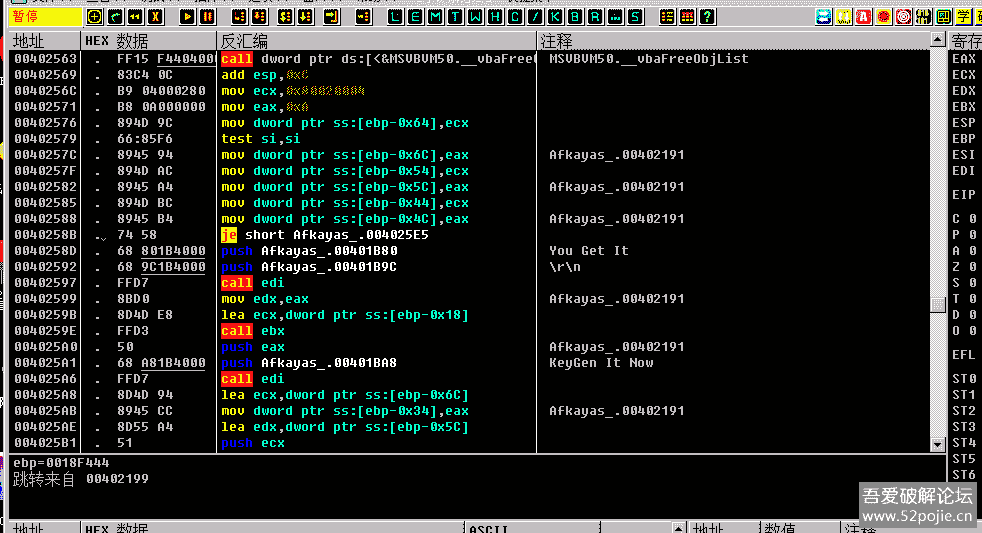 暂停 L E M T W H C / K B R ... S ?
地址 HEX 数据 反汇编 注释 寄存
00402563 . FF15 F4404000 call dword ptr ds:[<&MSVBVM50.__vbaFreeO MSVBVM50.__vbaFreeObjList EAX
00402569 . 83C4 0C add esp,0xC ECX
0040256C . B9 04000280 mov ecx,0x80020004 EDX
00402571 . B8 0A000000 mov eax,0xA EBX
00402576 . 894D 9C mov dword ptr ss:[ebp-0x64],ecx ESP
00402579 . 66:85F6 test si,si EBP
0040257C . 8945 94 mov dword ptr ss:[ebp-0x6C],eax Afkayas_.00402191 ESI
0040257F . 894D AC mov dword ptr ss:[ebp-0x54],ecx EDI
00402582 . 8945 A4 mov dword ptr ss:[ebp-0x5C],eax Afkayas_.00402191
00402585 . 894D BC mov dword ptr ss:[ebp-0x44],ecx EIP
00402588 . 8945 B4 mov dword ptr ss:[ebp-0x4C],eax Afkayas_.00402191 C 0
0040258B . 74 58 je short Afkayas_.004025E5 P 0
0040258D . 68 801B4000 push Afkayas_.00401B80 You Get It A 0
00402592 . 68 9C1B4000 push Afkayas_.00401B9C \r\n Z 0
00402597 . FFD7 call edi S 0
00402599 . 8BD0 mov edx,eax Afkayas_.00402191 T 0
0040259B . 8D4D E8 lea ecx,dword ptr ss:[ebp-0x18] D 0
0040259E . FFD3 call ebx O 0
004025A0 . 50 push eax Afkayas_.00402191
004025A1 . 68 A81B4000 push Afkayas_.00401BA8 KeyGen It Now EFL
004025A6 . FFD7 call edi ST0
004025A8 . 8D4D 94 lea ecx,dword ptr ss:[ebp-0x6C] ST1
004025AB . 8945 CC mov dword ptr ss:[ebp-0x34],eax Afkayas_.00402191 ST2
004025AE . 8D55 A4 lea edx,dword ptr ss:[ebp-0x5C] ST3
004025B1 . 51 push ecx ST4
ebp=0018F444 ST5
跳转来自 00402199 ST6
吾爱破解论坛
www.52pojie.cn
地址 HEX 数据 ASCII 地址 数值 注释